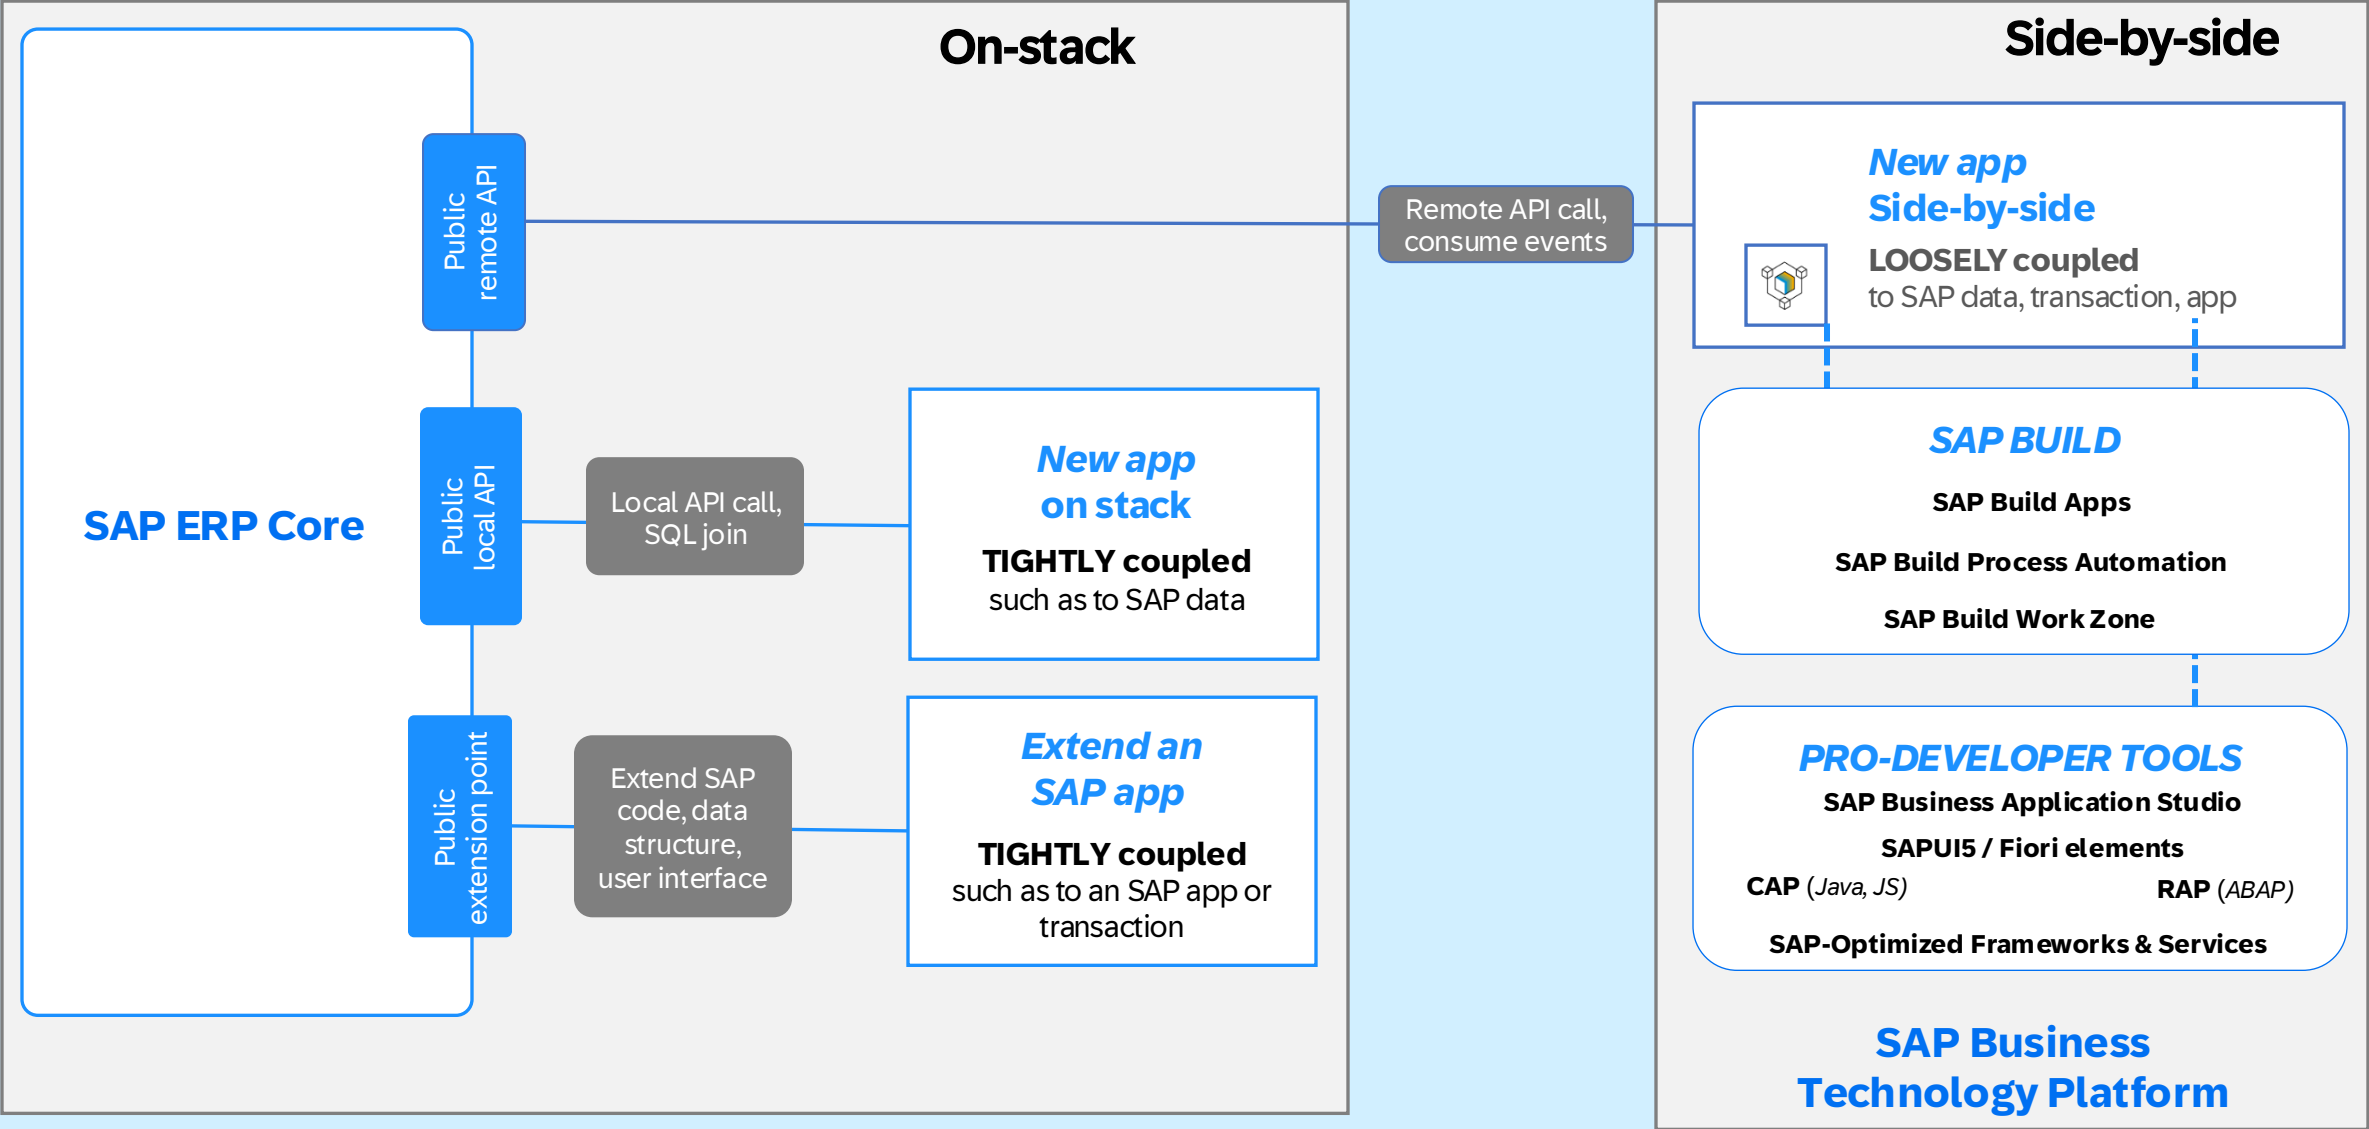 On-stack
Side-by-side
SAP ERP Core
Public
remote API
Remote API call,
consume events
New app
Side-by-side
LOOSELY coupled
to SAP data, transaction, app
Public
local API
Local API call,
SQL join
New app
on stack
TIGHTLY coupled
such as to SAP data
Public
extension point
Extend SAP
code, data
structure,
user interface
Extend an
SAP app
TIGHTLY coupled
such as to an SAP app or
transaction
SAP BUILD
SAP Build Apps
SAP Build Process Automation
SAP Build Work Zone
PRO-DEVELOPER TOOLS
SAP Business Application Studio
SAPUI5 / Fiori elements
CAP (Java, JS)
RAP (ABAP)
SAP-Optimized Frameworks & Services
SAP Business
Technology Platform